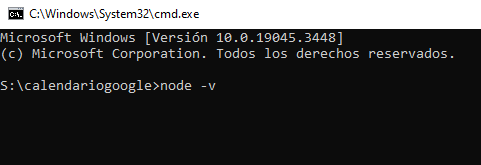 C:\Windows\System32\cmd.exe
Microsoft Windows [Versión 10.0.19045.3448]
(c) Microsoft Corporation. Todos los derechos reservados.
S:\calendariogoogle>node -v